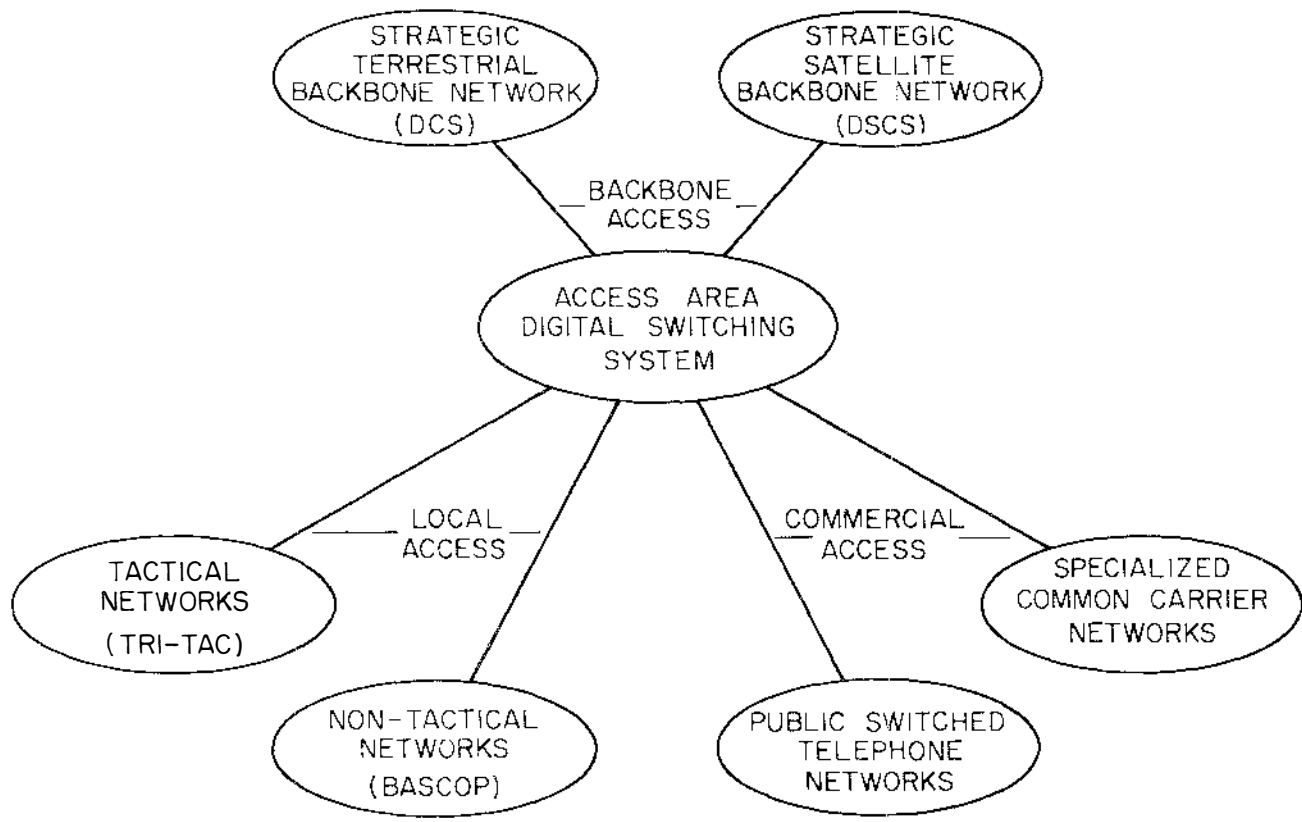 STRATEGIC
TERRESTRIAL
BACKBONE NETWORK
(DCS)
STRATEGIC
SATELLITE
BACKBONE NETWORK
(DSCS)
BACKBONE
ACCESS
ACCESS AREA
DIGITAL SWITCHING
SYSTEM
LOCAL
ACCESS
COMMERCIAL
ACCESS
TACTICAL
NETWORKS
(TRI-TAC)
SPECIALIZED
COMMON CARRIER
NETWORKS
NON-TACTICAL
NETWORKS
(BASCOP)
PUBLIC SWITCHED
TELEPHONE
NETWORKS